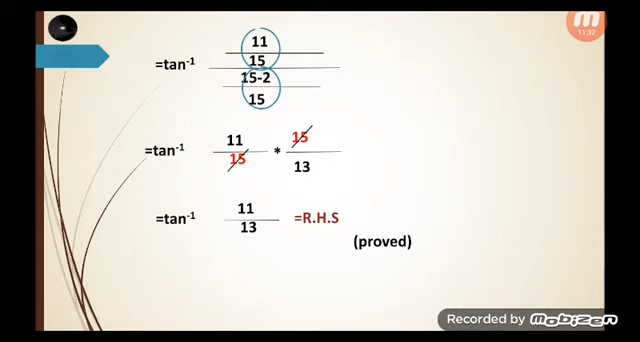 11:32
11
=tan-1 15
15-2
15
=tan-1 11 15
15 * 13
=tan-1 11 =R.H.S
13
(proved)
Recorded by MOBIZEN